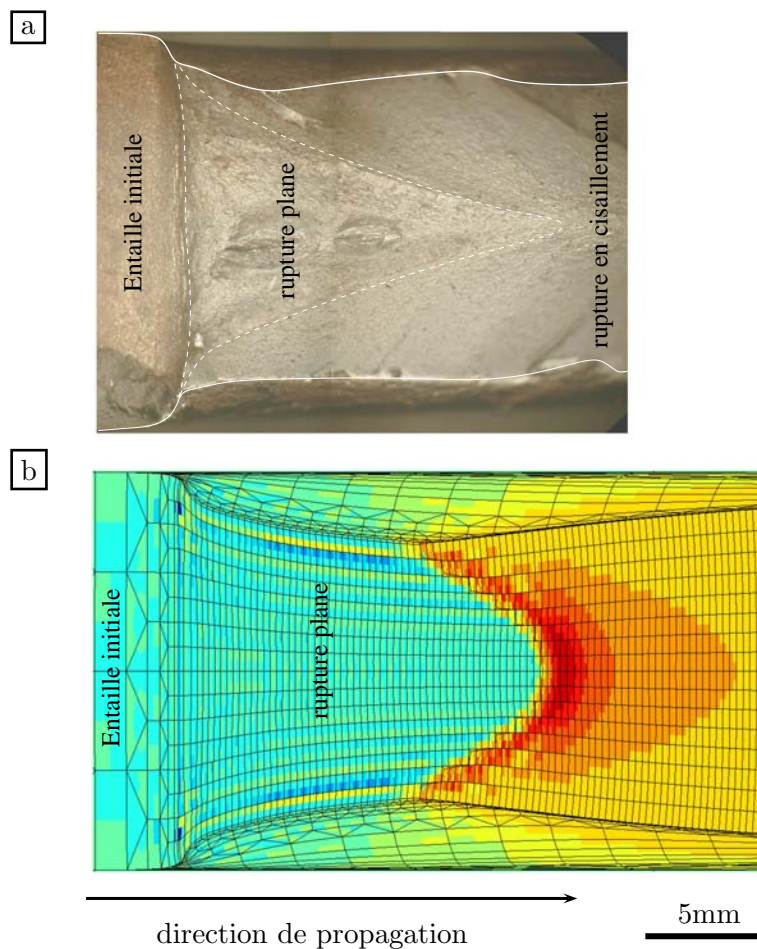 a
Entaille initiale
rupture plane
rupture en cisaillement
b
Entaille initiale
rupture plane
direction de propagation
5mm